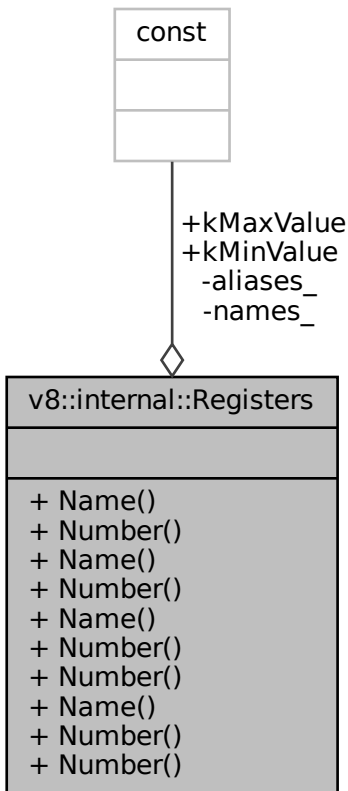 const
+kMaxValue
+kMinValue
-aliases_
-names_
v8::internal::Registers
+ Name()
+ Number()
+ Name()
+ Number()
+ Name()
+ Number()
+ Number()
+ Name()
+ Number()
+ Number()